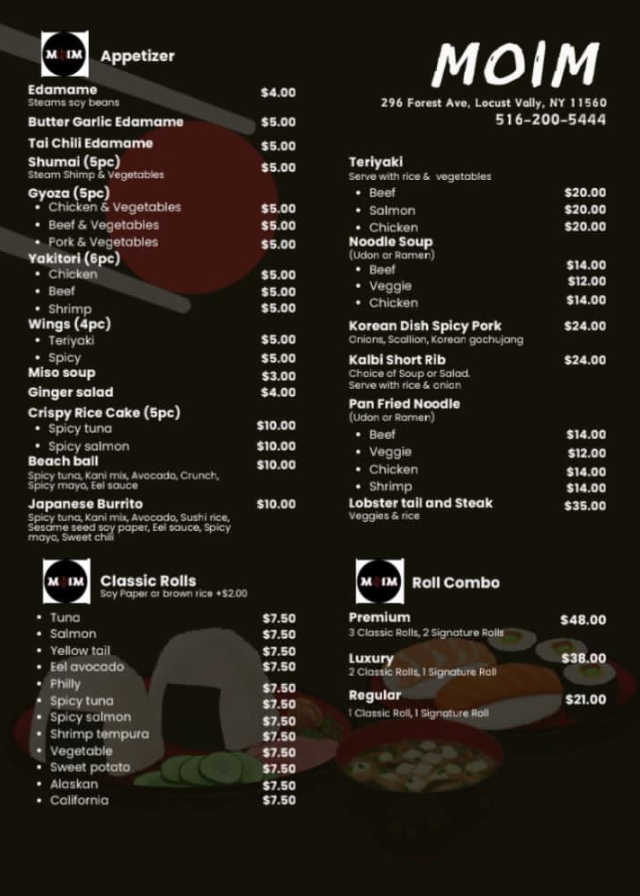 MOIM
Appetizer
Edamame $4.00
Steams soy beans
Butter Garlic Edamame $5.00
Tai Chili Edamame $5.00
Shumai (5pc) $5.00
Steam Shimp & Vegetables
Gyoza (5pc)
• Chicken & Vegetables $5.00
• Beef & Vegetables $5.00
• Pork & Vegetables $5.00
Yakitori (6pc)
• Chicken $5.00
• Beef $5.00
• Shrimp $5.00
Wings (4pc)
• Teriyaki $5.00
• Spicy $5.00
Miso soup $3.00
Ginger salad $4.00
Crispy Rice Cake (5pc)
• Spicy tuna $10.00
• Spicy salmon $10.00
Beach ball $10.00
Spicy tuna, Kani mix, Avocado, Crunch,
Spicy mayo, Eel sauce
Japanese Burrito $10.00
Spicy tuna, Kani mix, Avocado, Sushi rice,
Sesame seed soy paper, Eel sauce, Spicy
mayo, Sweet chili
MOIM
296 Forest Ave, Locust Vally, NY 11560
516-200-5444
Teriyaki
Serve with rice & vegetables
• Beef $20.00
• Salmon $20.00
• Chicken $20.00
Noodle Soup
(Udon or Ramen)
• Beef $14.00
• Veggie $12.00
• Chicken $14.00
Korean Dish Spicy Pork $24.00
Onions, Scallion, Korean gochujang
Kalbi Short Rib $24.00
Choice of Soup or Salad.
Serve with rice & onion
Pan Fried Noodle
(Udon or Ramen)
• Beef $14.00
• Veggie $12.00
• Chicken $14.00
• Shrimp $14.00
Lobster tail and Steak $35.00
Veggies & rice
MOIM
Classic Rolls
Soy Paper or brown rice +$2.00
• Tuna $7.50
• Salmon $7.50
• Yellow tail $7.50
• Eel avocado $7.50
• Philly $7.50
• Spicy tuna $7.50
• Spicy salmon $7.50
• Shrimp tempura $7.50
• Vegetable $7.50
• Sweet potato $7.50
• Alaskan $7.50
• California $7.50
MOIM
Roll Combo
Premium $48.00
3 Classic Rolls, 2 Signature Rolls
Luxury $38.00
2 Classic Rolls, 1 Signature Roll
Regular $21.00
1 Classic Roll, 1 Signature Roll